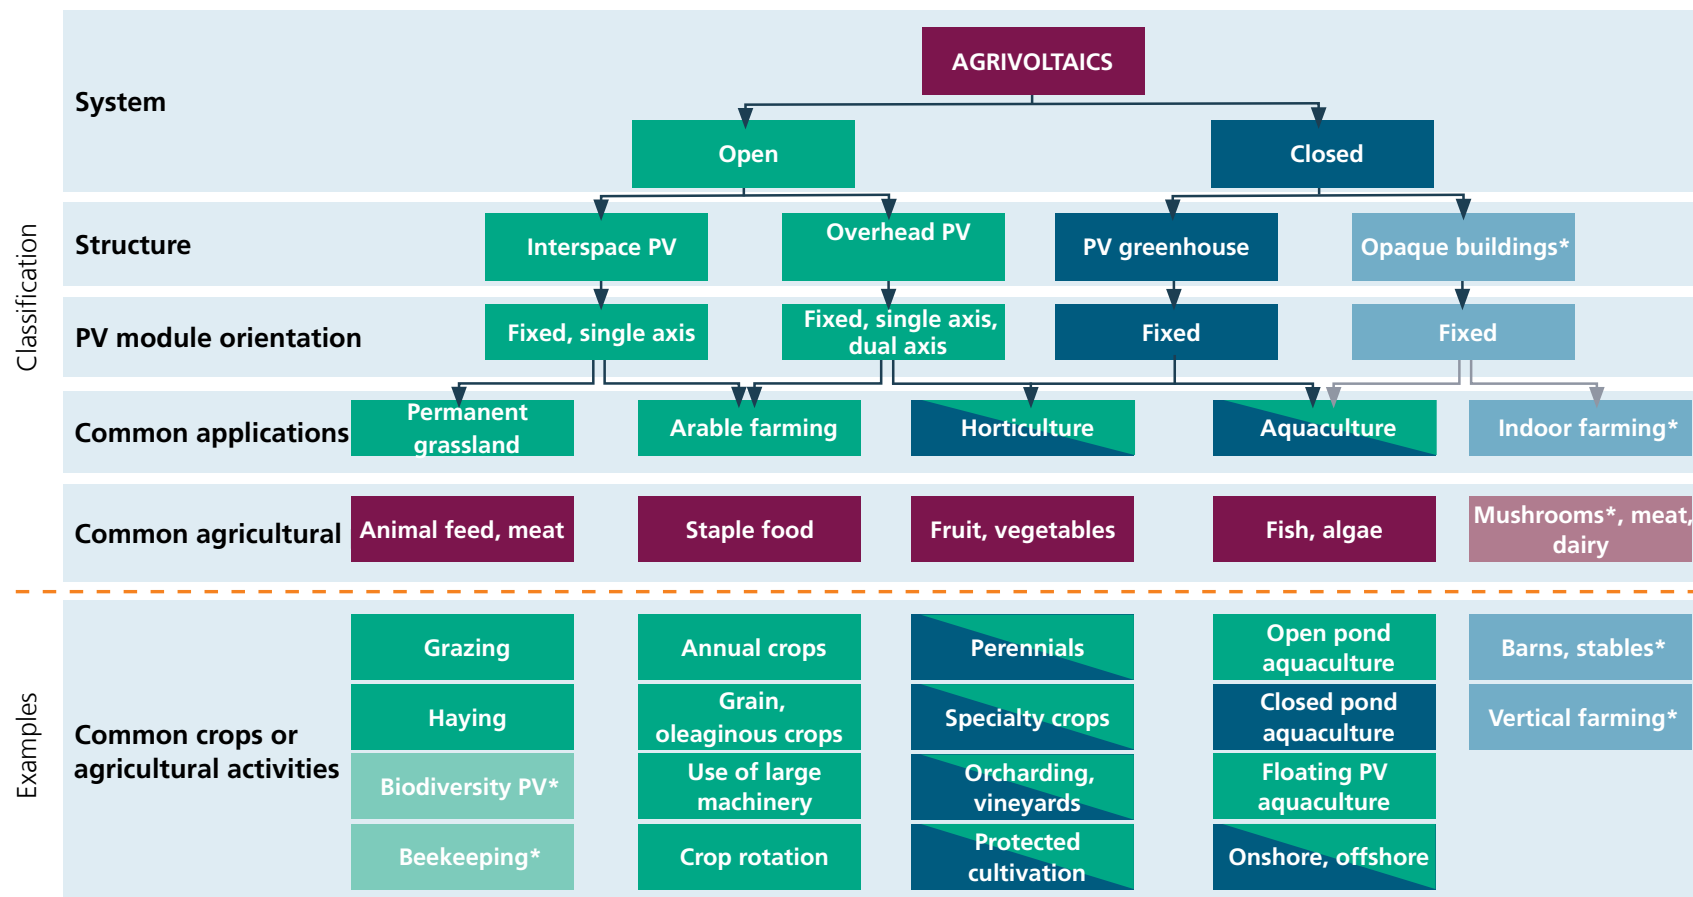 AGRIVOLTAICS
System
Open
Closed
Classification
Structure
Interspace PV
Overhead PV
PV greenhouse
Opaque buildings*
PV module orientation
Fixed, single axis
Fixed, single axis,
dual axis
Fixed
Fixed
Common applications
Permanent
grassland
Arable farming
Horticulture
Aquaculture
Indoor farming*
Common agricultural
Animal feed, meat
Staple food
Fruit, vegetables
Fish, algae
Mushrooms*, meat,
dairy
Examples
Common crops or
agricultural activities
Grazing
Haying
Biodiversity PV*
Beekeeping*
Annual crops
Grain,
oleaginous crops
Use of large
machinery
Crop rotation
Perennials
Specialty crops
Orcharding,
vineyards
Protected
cultivation
Open pond
aquaculture
Closed pond
aquaculture
Floating PV
aquaculture
Onshore, offshore
Barns, stables*
Vertical farming*